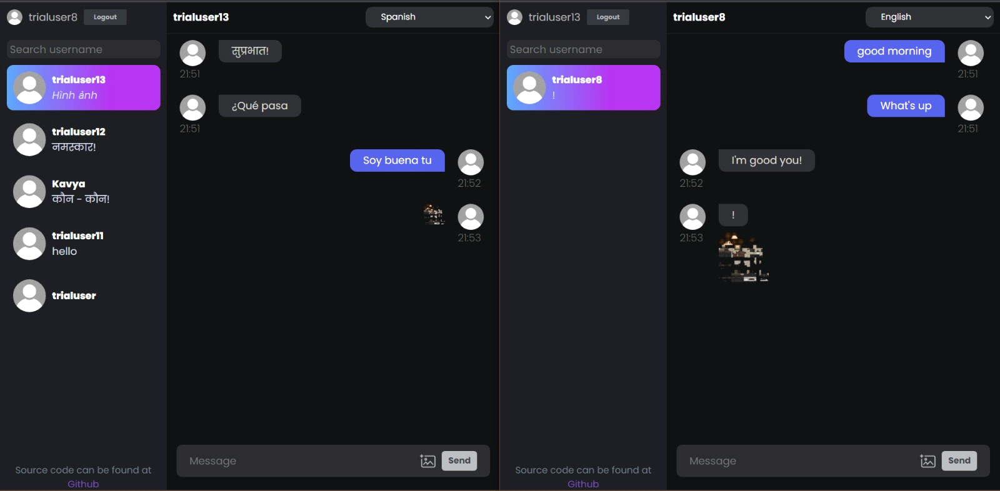 trialuser8
Logout
Search username
trialuser13
Hình ảnh
trialuser12
नमस्कार!
Kavya
कौन - कौन!
trialuser11
hello
trialuser
Source code can be found at
Github
trialuser13
Spanish
सुप्रभात!
21:51
¿Qué pasa
21:51
Soy buena tu
21:52
21:53
Message
Send
trialuser13
Logout
Search username
trialuser8
!
Source code can be found at
Github
trialuser8
English
good morning
21:51
What's up
21:51
I'm good you!
21:52
!
21:53
Message
Send